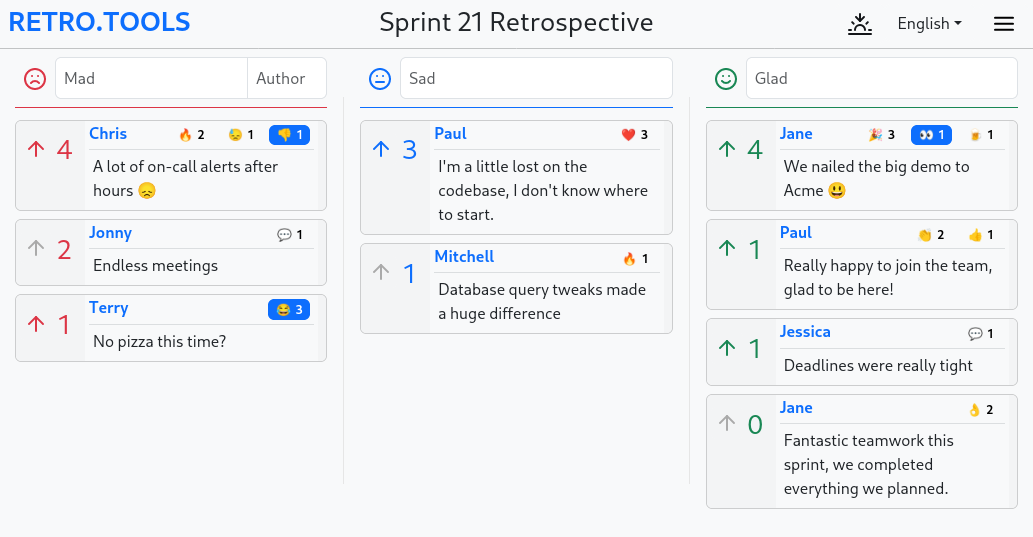 RETRO.TOOLS
Sprint 21 Retrospective
English
Mad
Author
4
Chris
🔥 2
😓 1
👎 1
A lot of on-call alerts after
hours 😞
2
Jonny
💬 1
Endless meetings
1
Terry
😂 3
No pizza this time?
Sad
3
Paul
❤️ 3
I'm a little lost on the
codebase, I don't know where
to start.
1
Mitchell
🔥 1
Database query tweaks made
a huge difference
Glad
4
Jane
🎉 3
👀 1
🍺 1
We nailed the big demo to
Acme 😃
1
Paul
👏 2
👍 1
Really happy to join the team,
glad to be here!
1
Jessica
💬 1
Deadlines were really tight
0
Jane
👌 2
Fantastic teamwork this
sprint, we completed
everything we planned.